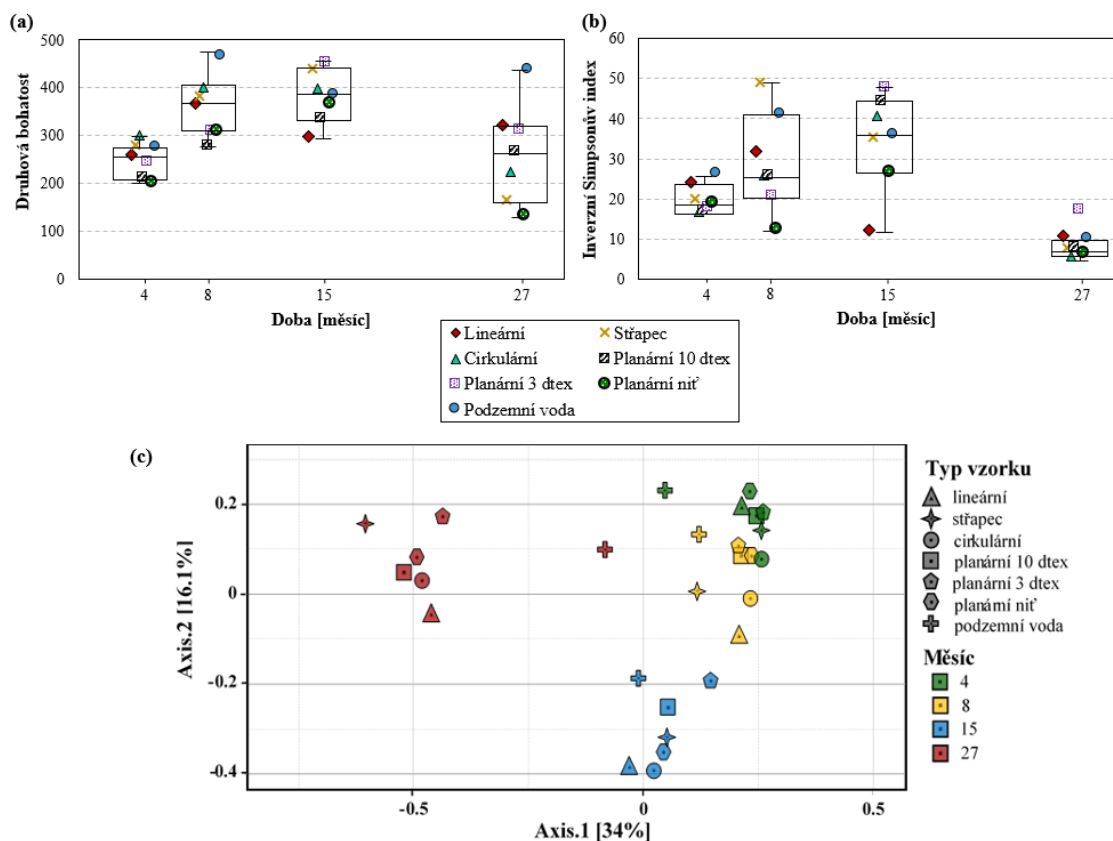 (a)
500
400
300
200
100
0
Druhová bohatost
4 8 15 27
Doba [měsíc]
(b)
60
50
40
30
20
10
0
Inverzní Simpsonův index
4 8 15 27
Doba [měsíc]
Lineární Střapec
Cirkulární Planární 10 dtex
Planární 3 dtex Planární niť
Podzemní voda
(c)
0.2
0
-0.2
-0.4
Axis.2 [16.1%]
-0.5 0 0.5
Axis.1 [34%]
Typ vzorku
lineární
střapec
cirkulární
planární 10 dtex
planární 3 dtex
planární niť
podzemní voda
Měsíc
4
8
15
27